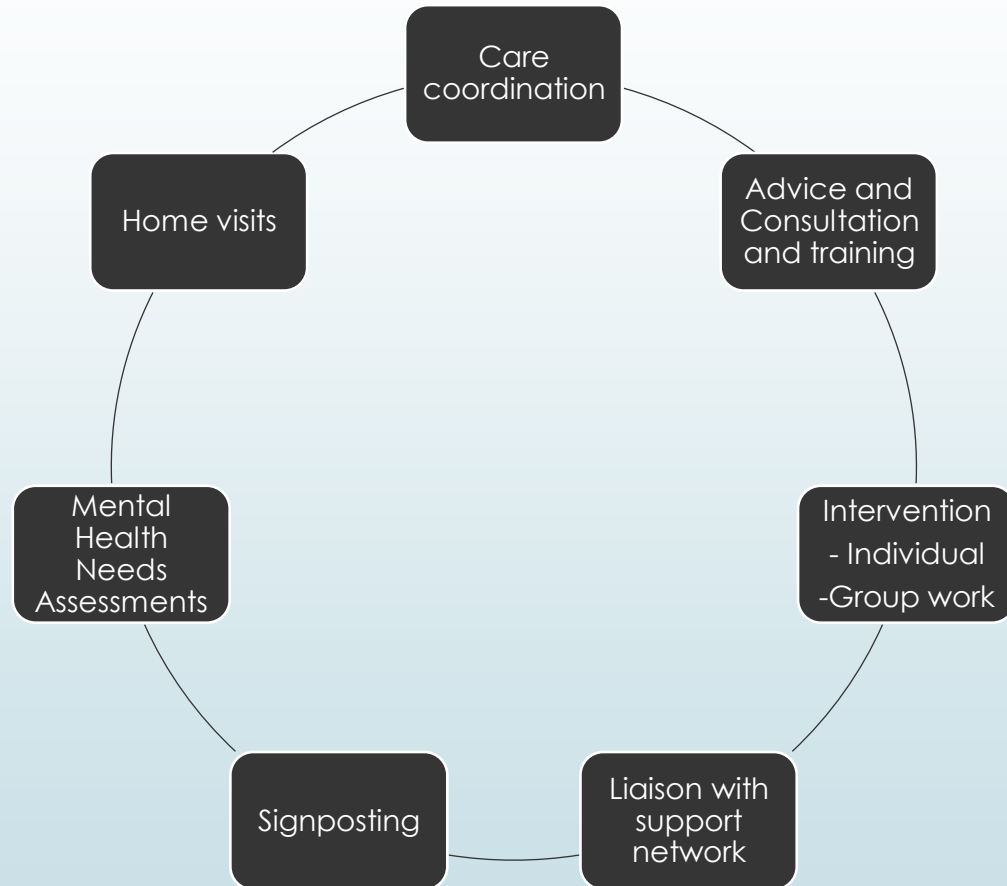 Care
coordination
Advice and
Consultation
and training
Intervention
- Individual
-Group work
Liaison with
support
network
Signposting
Mental
Health
Needs
Assessments
Home visits